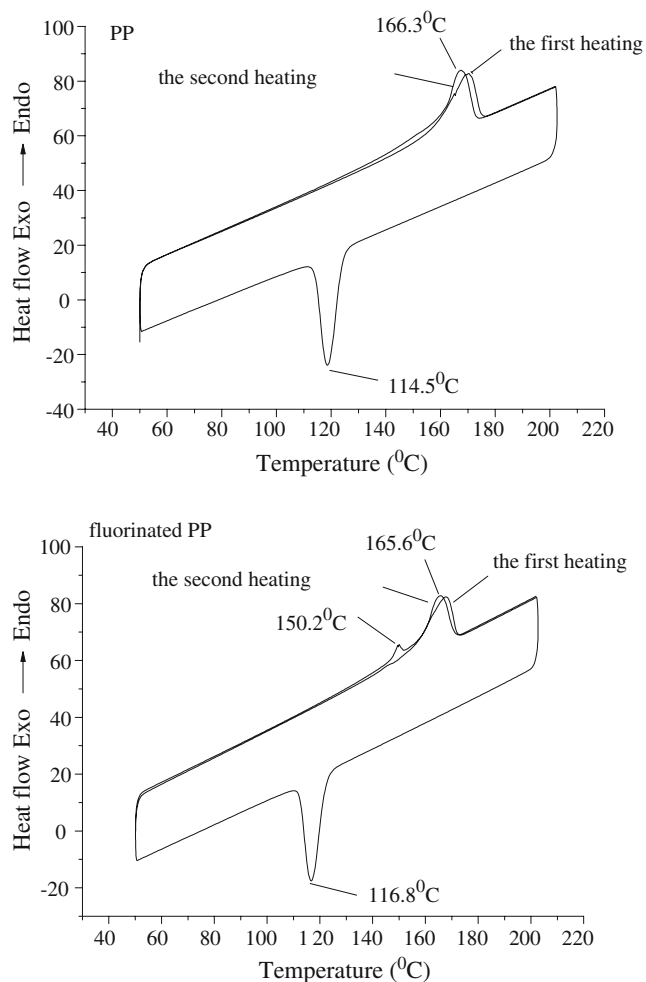 PP
166.3⁰C
the first heating
the second heating
Heat flow Exo → Endo
100
80
60
40
20
0
-20
-40
114.5⁰C
40 60 80 100 120 140 160 180 200 220
Temperature (⁰C)
fluorinated PP
165.6⁰C
the first heating
the second heating
150.2⁰C
Heat flow Exo → Endo
100
80
60
40
20
0
-20
116.8⁰C
40 60 80 100 120 140 160 180 200 220
Temperature (⁰C)